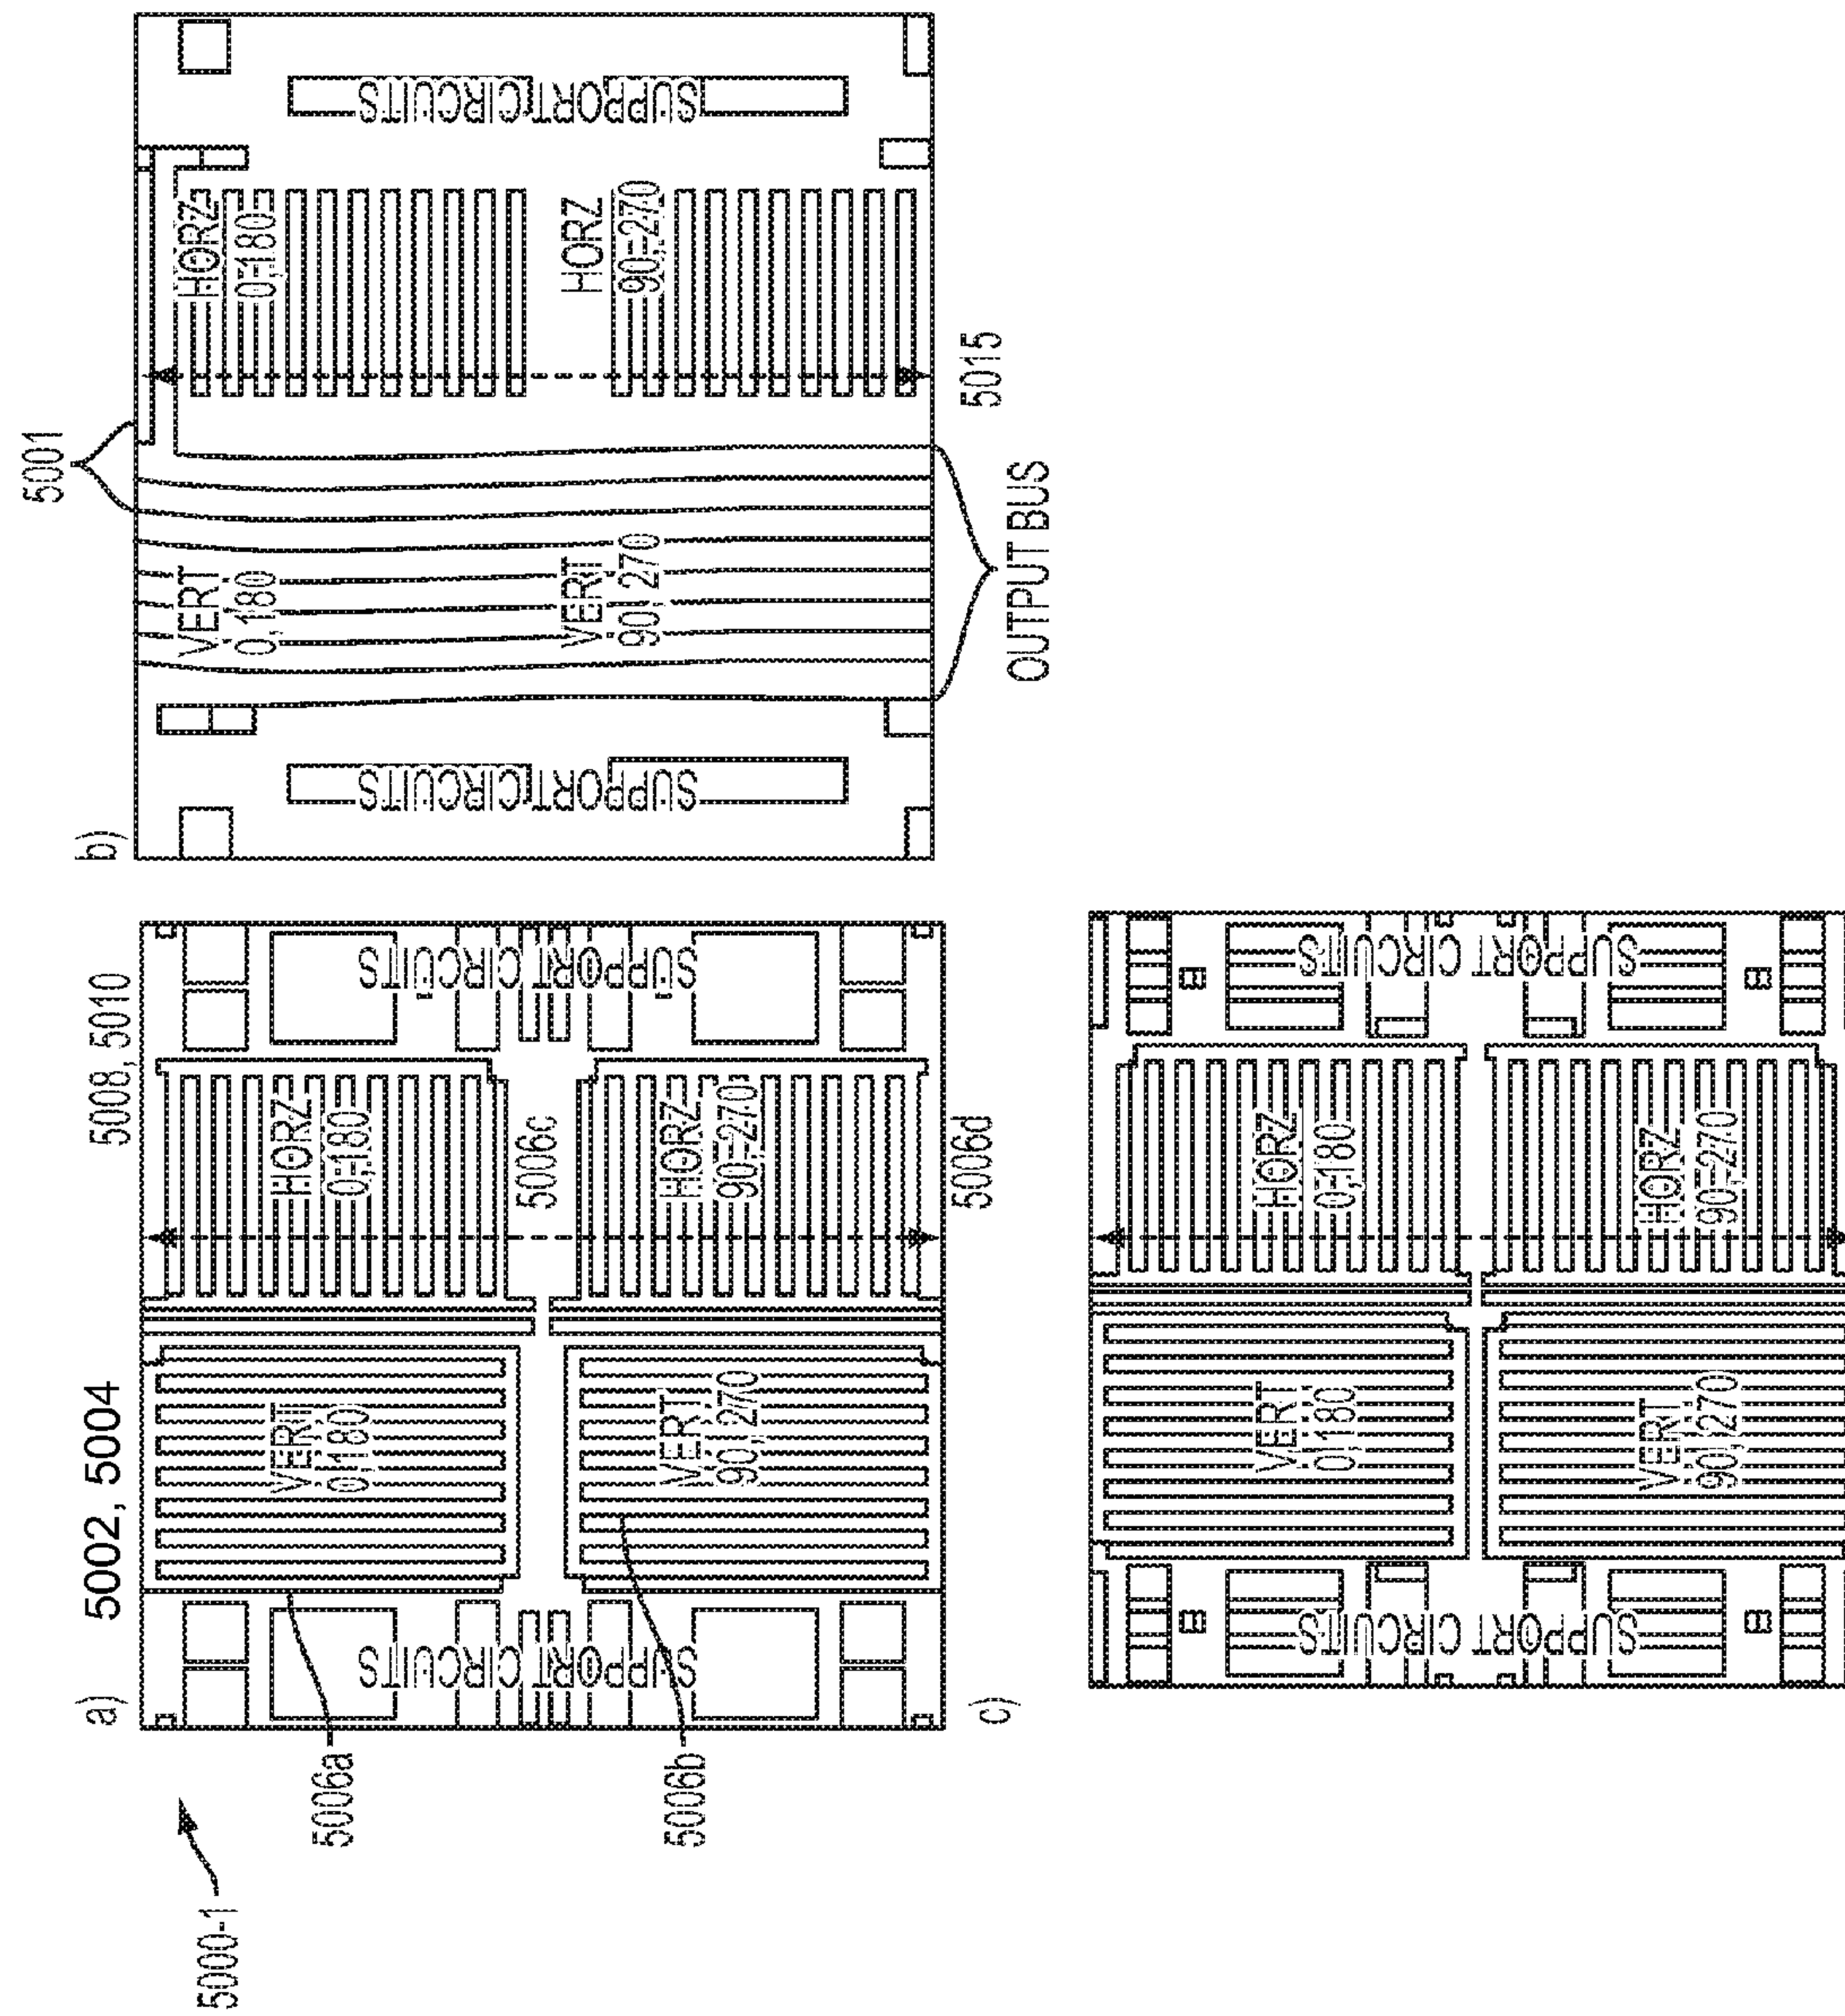 5000-1
a)
5002, 5004
5008, 5010
SUPPORT CIRCUITS
VERT
0,180
HORZ
0,180
SUPPORT CIRCUITS
5006a
5006c
VERT
90,270
HORZ
90,270
5006b
5006d
b)
5001
SUPPORT CIRCUITS
VERT
0,180
HORZ
0,180
SUPPORT CIRCUITS
VERT
90,270
HORZ
90,270
OUTPUT BUS
5015
c)
SUPPORT CIRCUITS
VERT
0,180
HORZ
0,180
SUPPORT CIRCUITS
VERT
90,270
HORZ
90,270